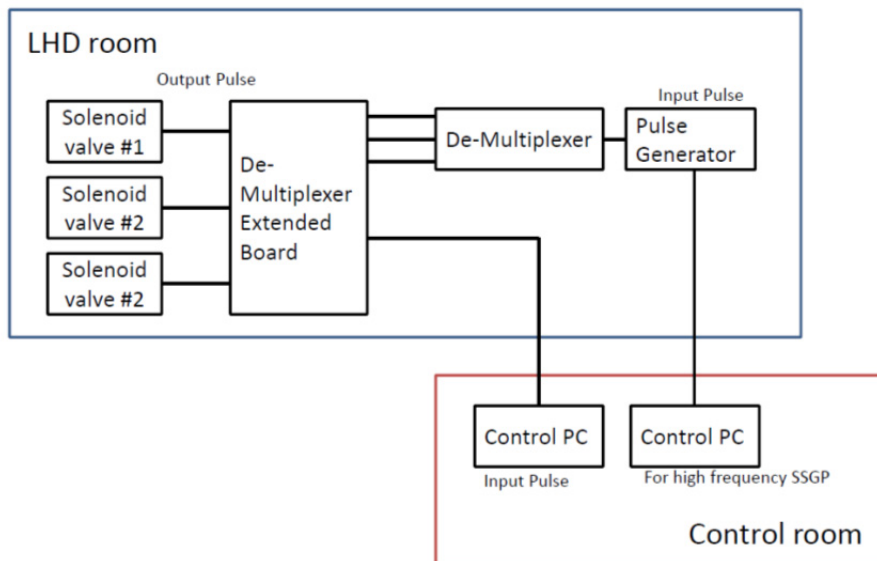 LHD room
Output Pulse
Solenoid
valve #1
Solenoid
valve #2
Solenoid
valve #2
De-
Multiplexer
Extended
Board
De-Multiplexer
Input Pulse
Pulse
Generator
Control PC
Input Pulse
Control PC
For high frequency SSGP
Control room